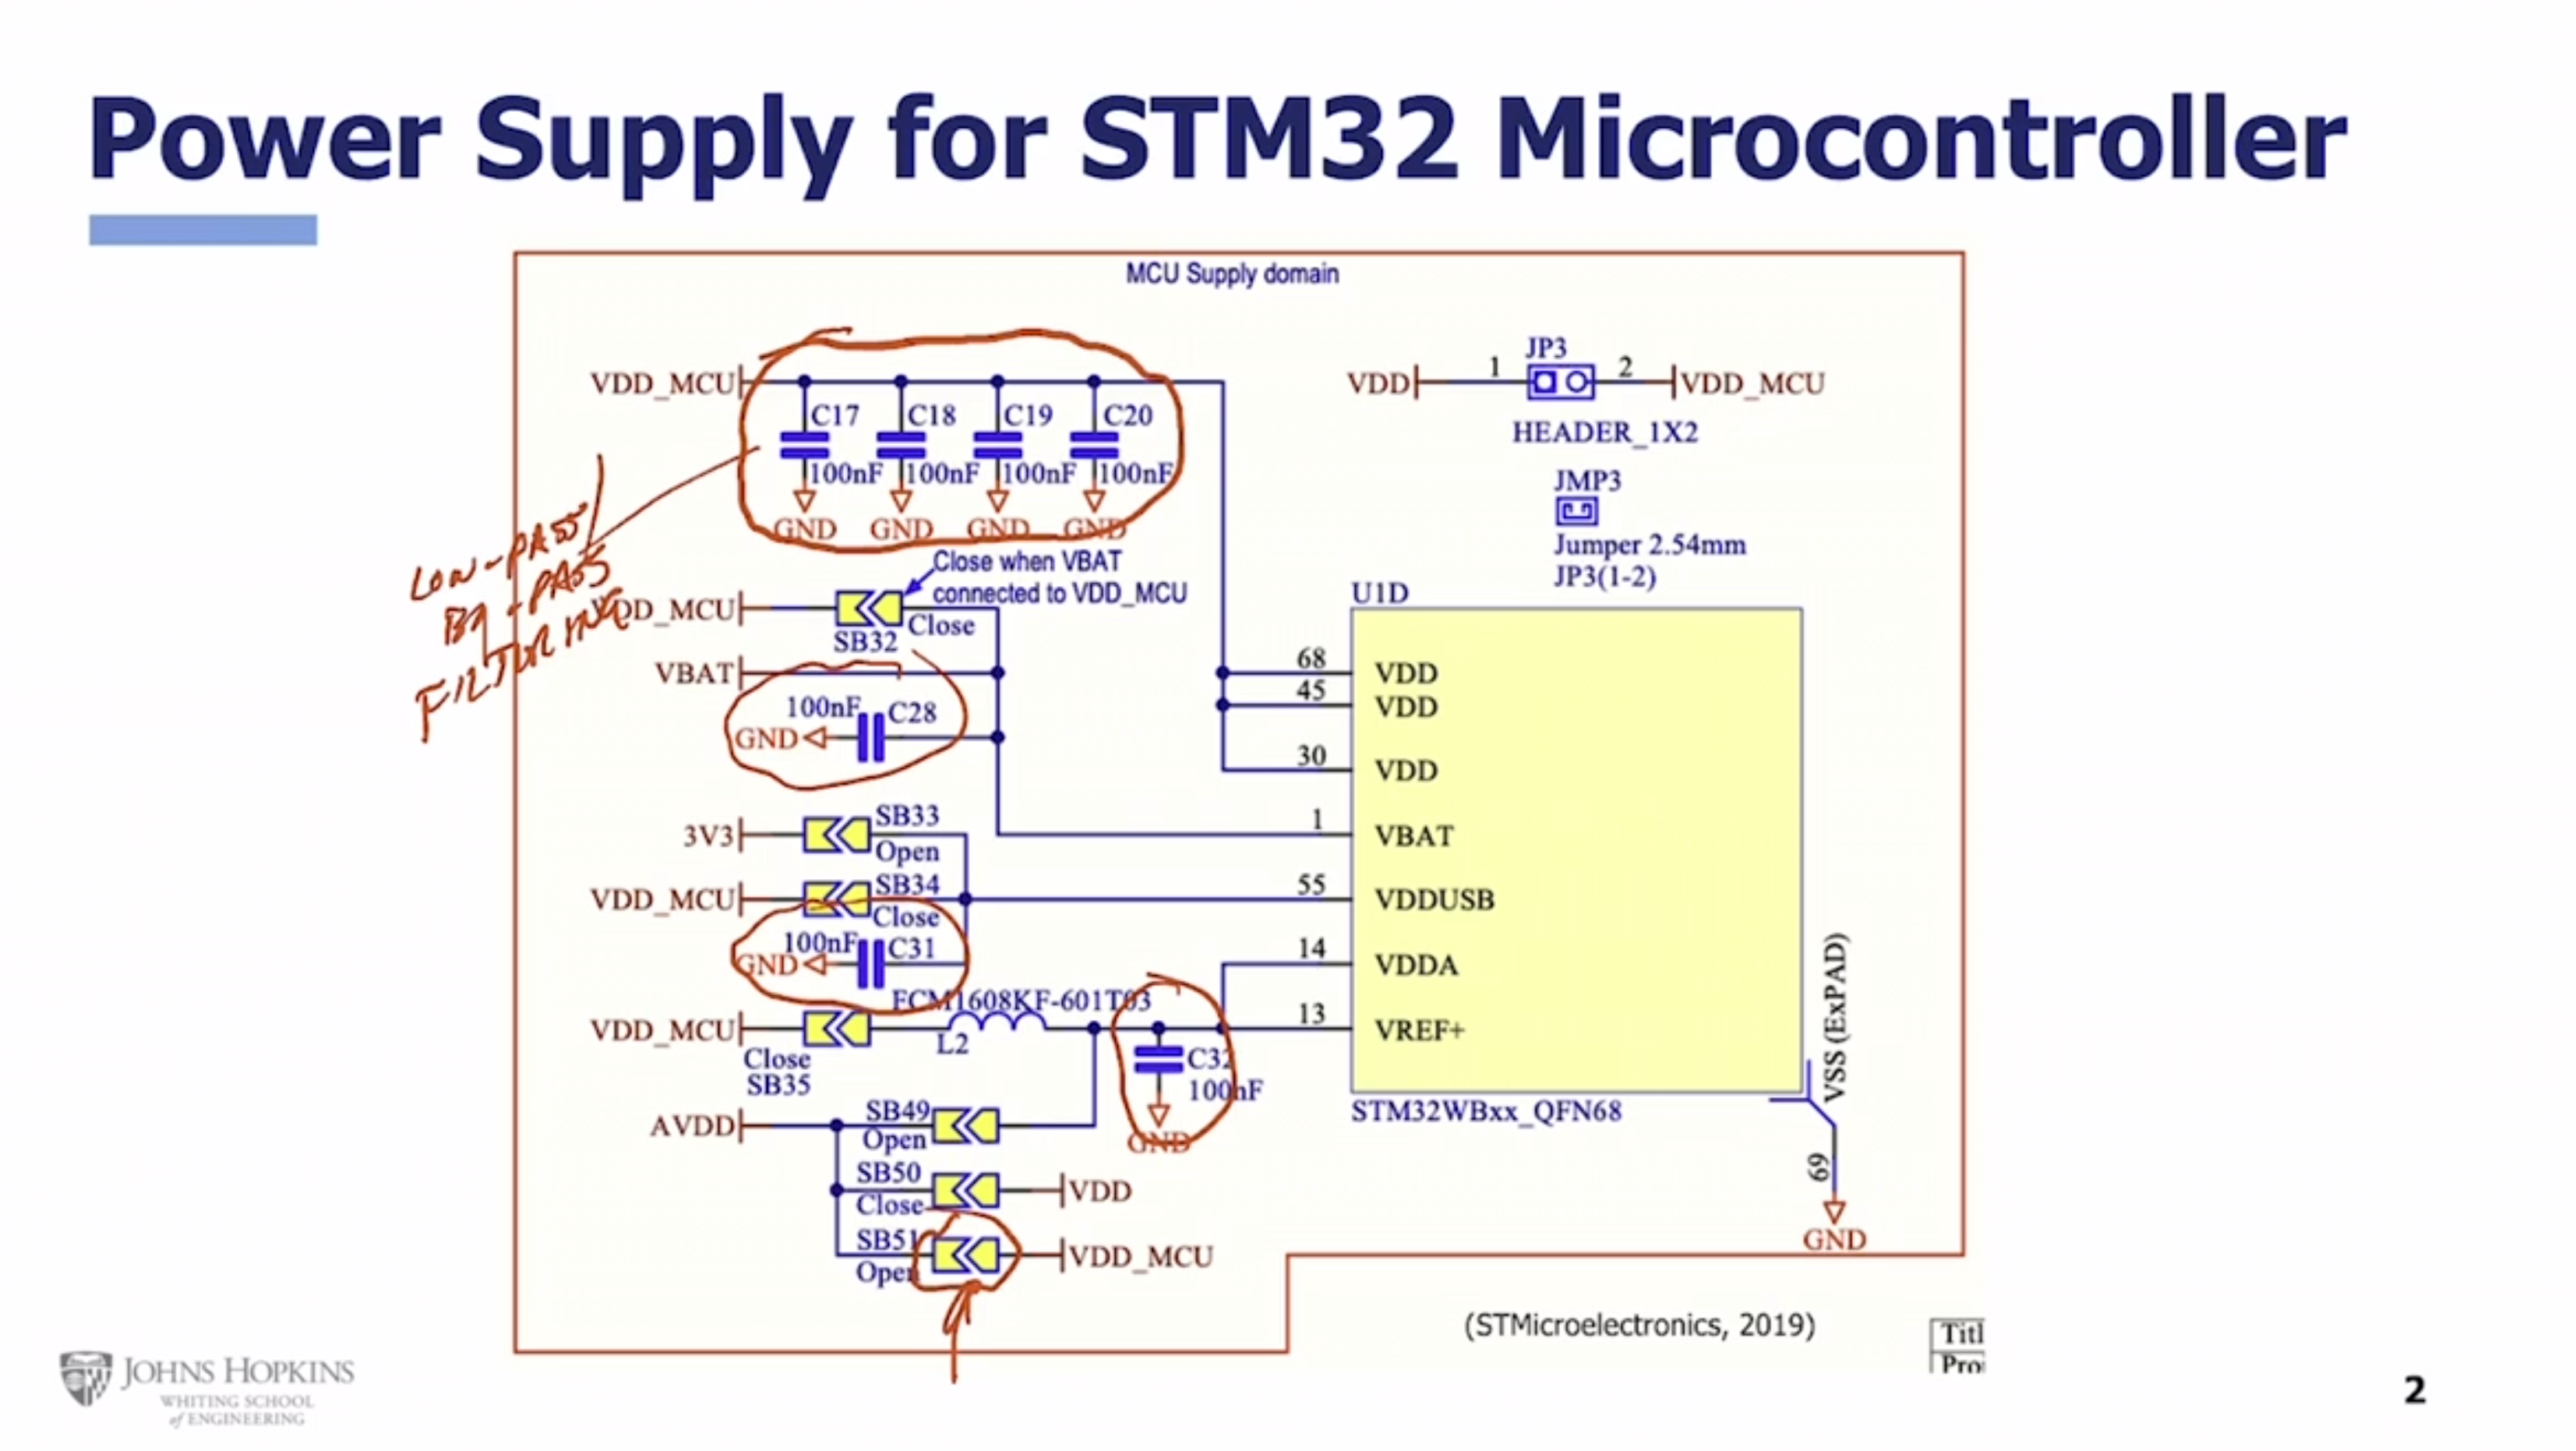 Power Supply for STM32 Microcontroller
MCU Supply domain
VDD_MCU
C17
C18
C19
C20
100nF
100nF
100nF
100nF
GND
GND
GND
GND
VDD
1
JP3
2
VDD_MCU
HEADER_1X2
JMP3
Jumper 2.54mm
JP3(1-2)
LOW-PASS
BY-PASS
FILTORING
Close when VBAT
connected to VDD_MCU
VDD_MCU
Close
SB32
VBAT
100nF
C28
GND
3V3
SB33
Open
VDD_MCU
SB34
Close
100nF
C31
GND
FCM1608KF-601T03
VDD_MCU
L2
Close
SB35
C32
100nF
GND
AVDD
SB49
Open
SB50
Close
VDD
SB51
Open
VDD_MCU
U1D
68
VDD
45
VDD
30
VDD
1
VBAT
55
VDDUSB
14
VDDA
13
VREF+
STM32WBxx_QFN68
VSS (ExPAD)
69
GND
(STMicroelectronics, 2019)
Titl
Pro
JOHNS HOPKINS
WHITING SCHOOL
of ENGINEERING
2